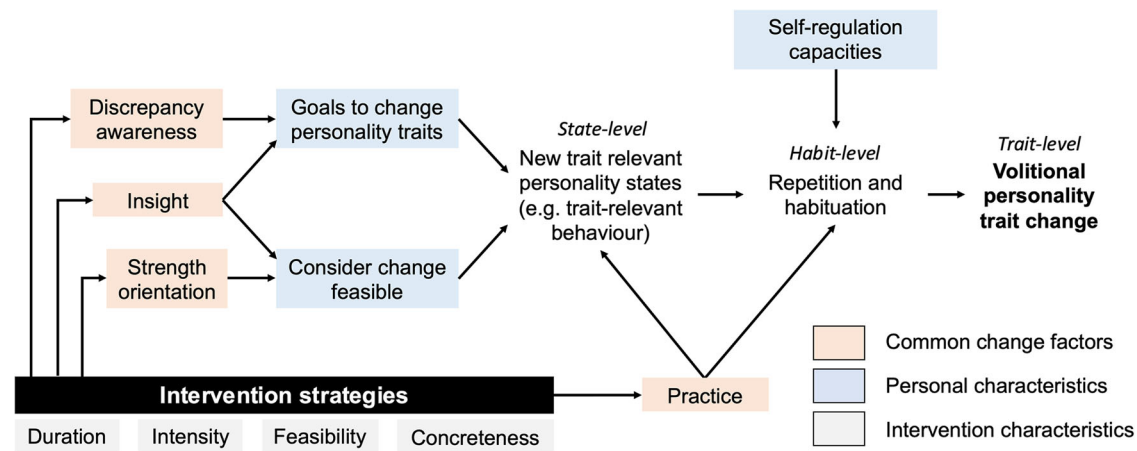 Self-regulation
capacities
Discrepancy
awareness
Goals to change
personality traits
Insight
Strength
orientation
Consider change
feasible
State-level
New trait relevant
personality states
(e.g. trait-relevant
behaviour)
Habit-level
Repetition and
habituation
Trait-level
Volitional
personality
trait change
Intervention strategies
Practice
Duration
Intensity
Feasibility
Concreteness
Common change factors
Personal characteristics
Intervention characteristics